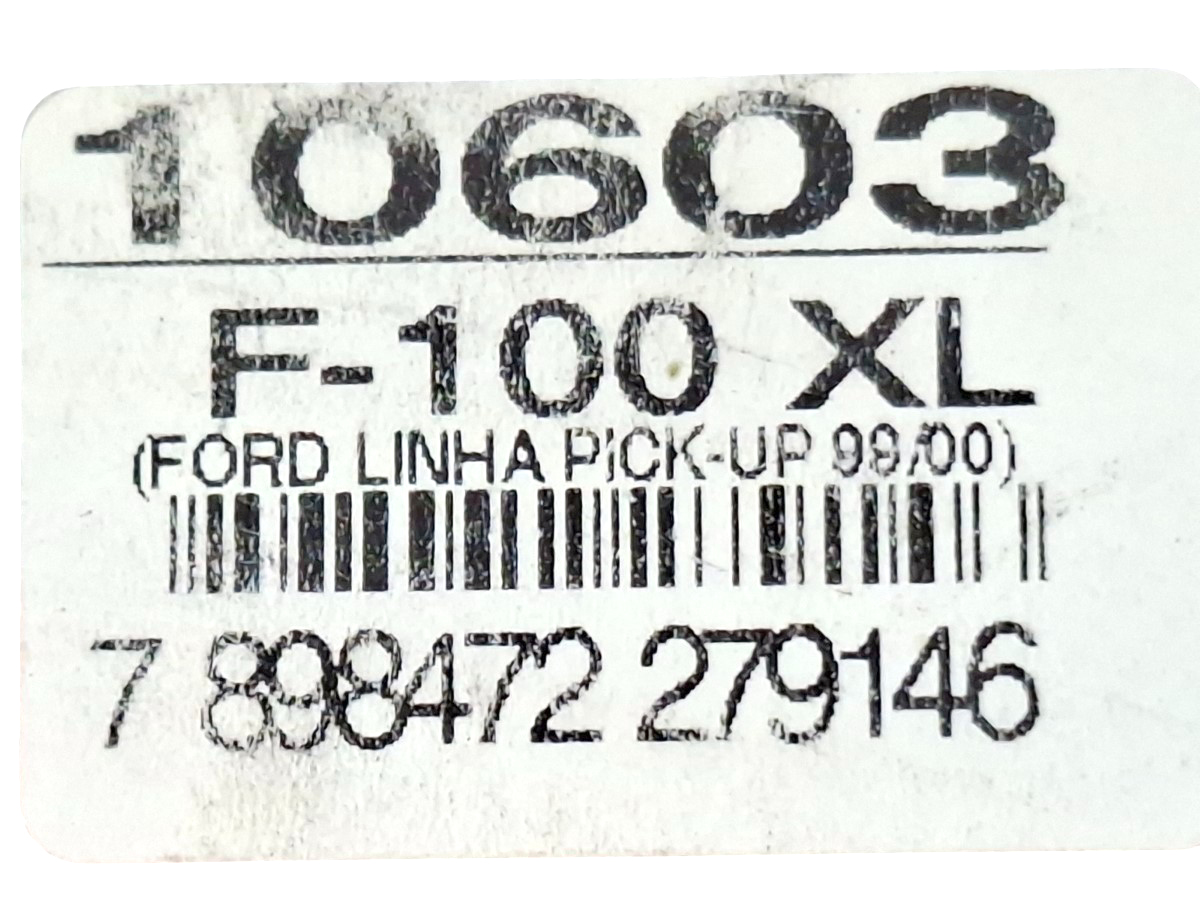 10603
F-100 XL
(FORD LINHA PICK-UP 99/00)
7 898472 279146